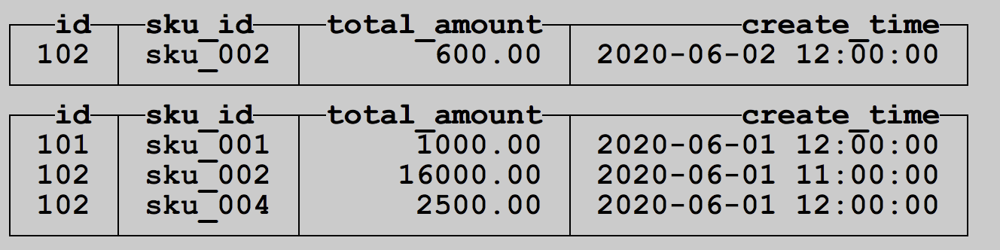 id sku_id total_amount create_time
102 sku_002 600.00 2020-06-02 12:00:00
id sku_id total_amount create_time
101 sku_001 1000.00 2020-06-01 12:00:00
102 sku_002 16000.00 2020-06-01 11:00:00
102 sku_004 2500.00 2020-06-01 12:00:00